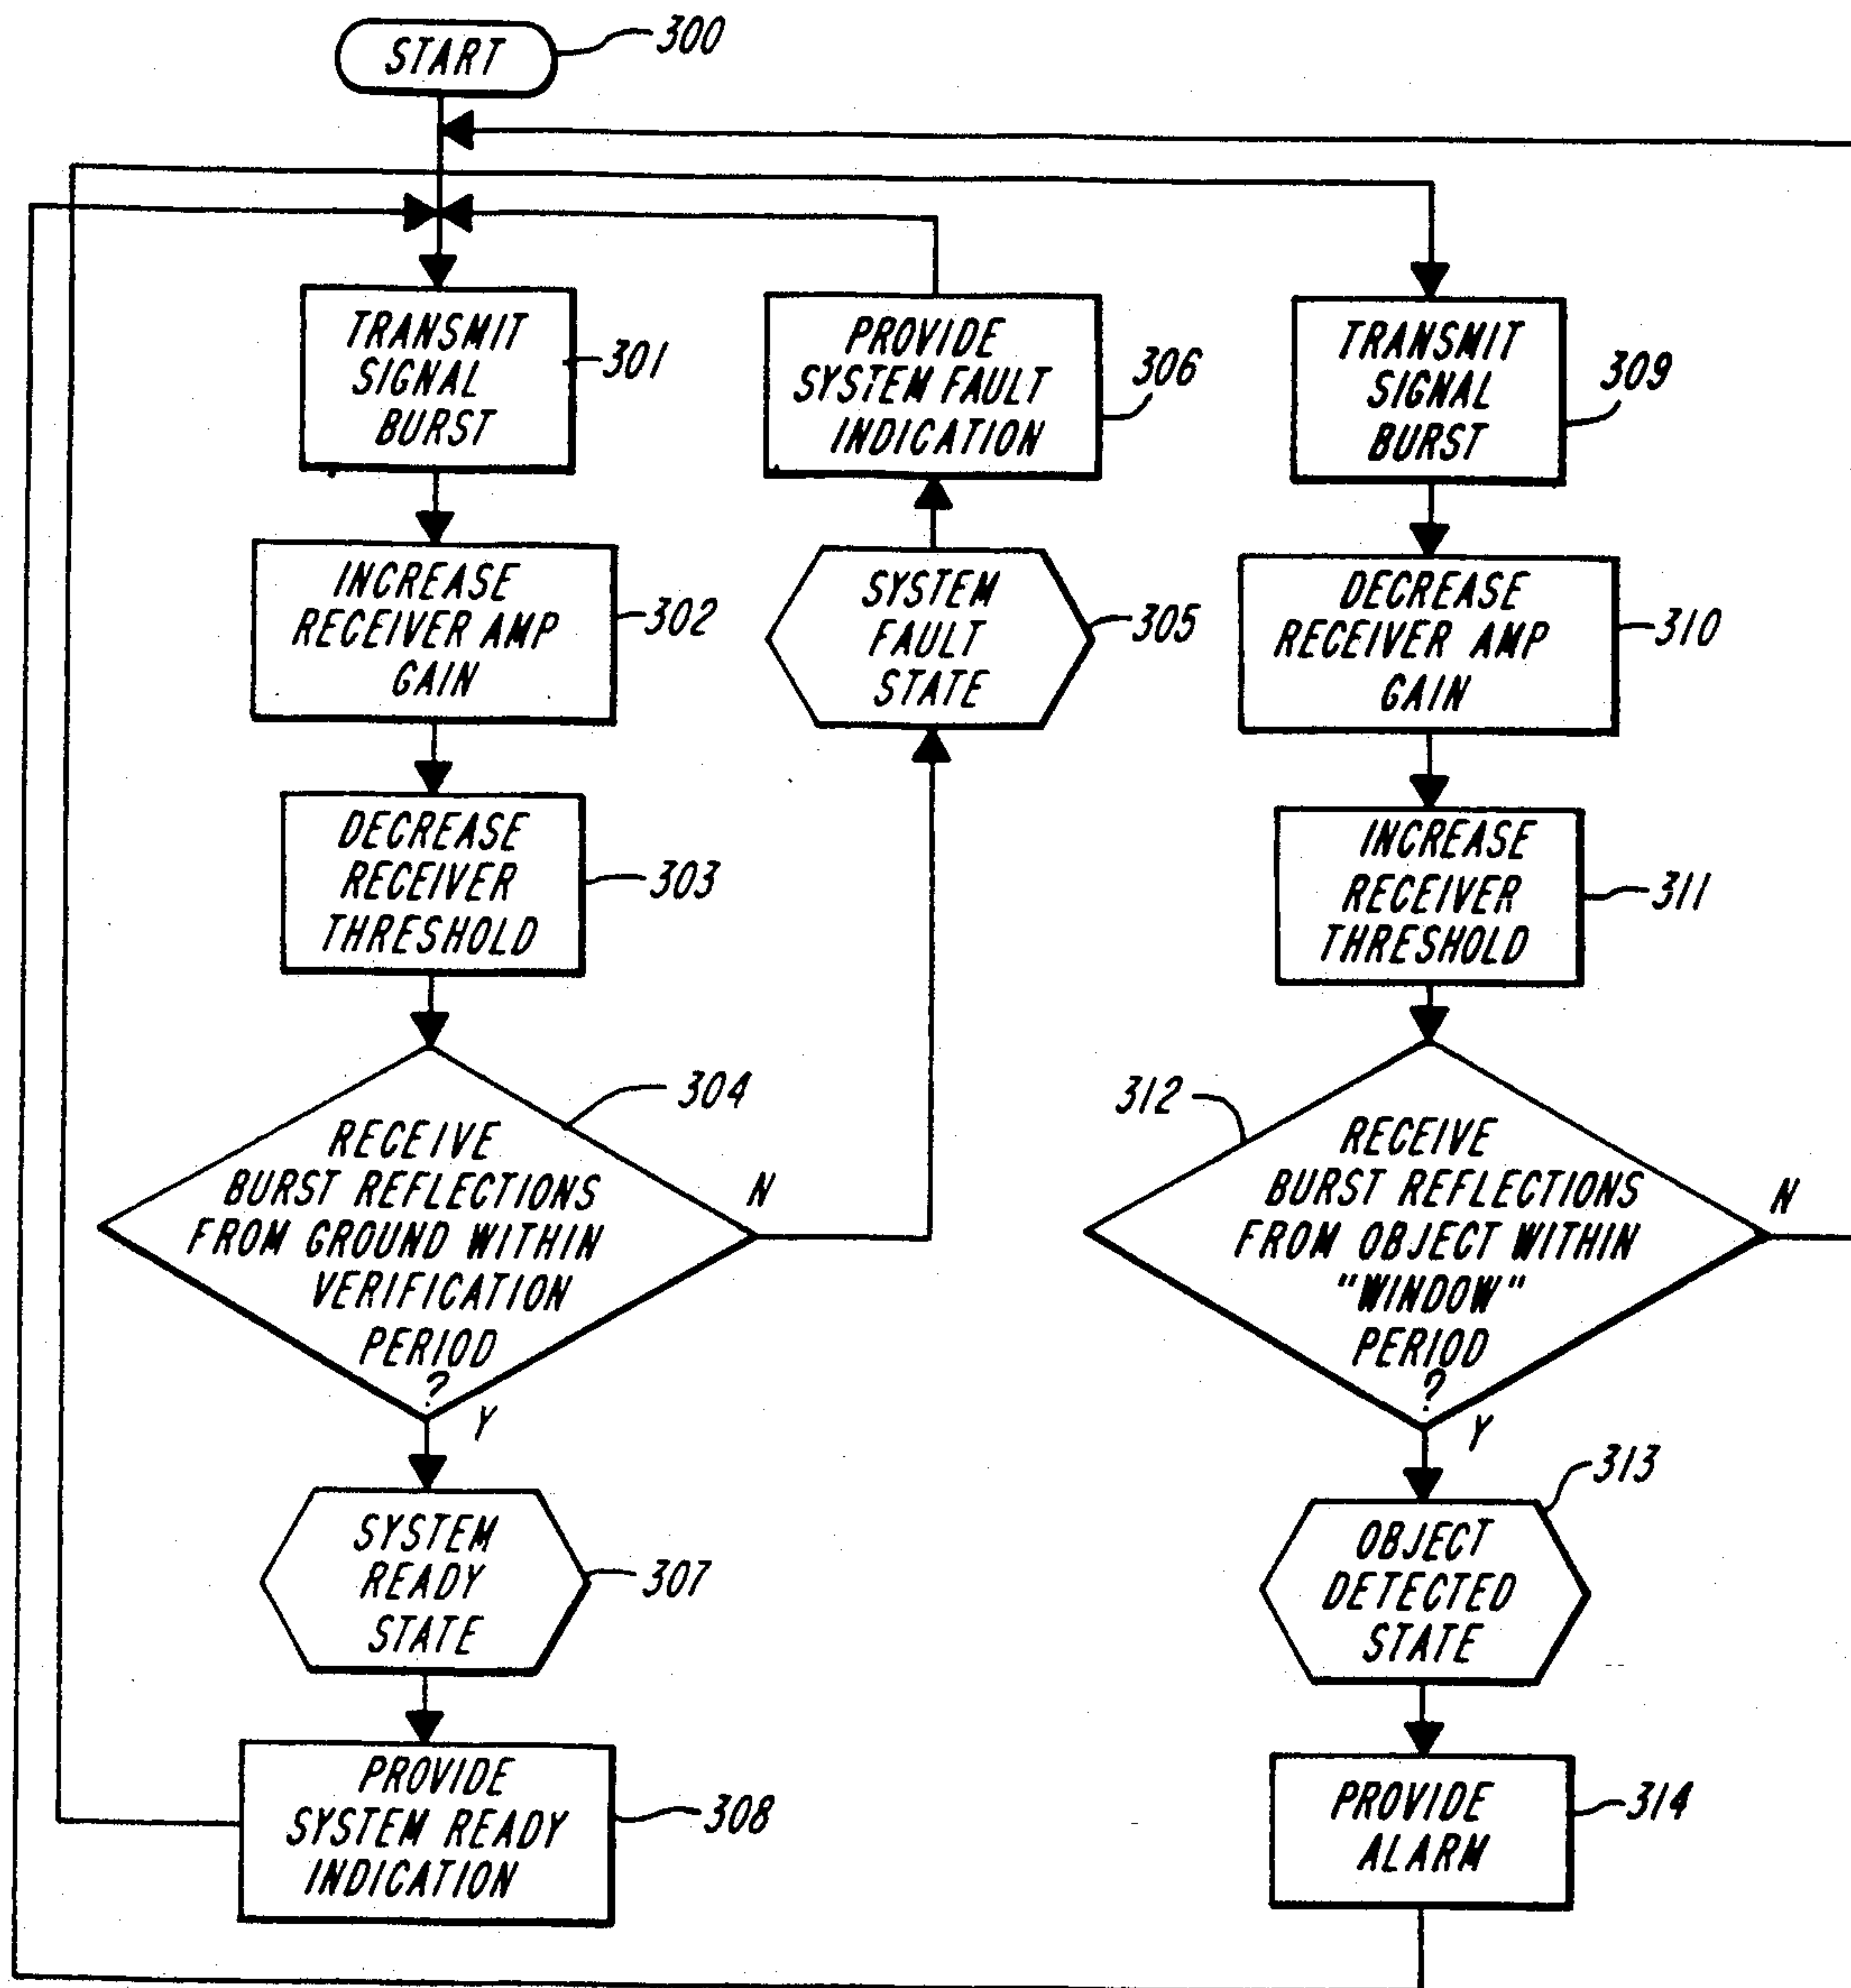 START
300
TRANSMIT
SIGNAL
BURST
301
INCREASE
RECEIVER AMP
GAIN
302
DECREASE
RECEIVER
THRESHOLD
303
RECEIVE
BURST REFLECTIONS
FROM GROUND WITHIN
VERIFICATION
PERIOD
?
304
N
Y
SYSTEM
FAULT
STATE
305
PROVIDE
SYSTEM FAULT
INDICATION
306
SYSTEM
READY
STATE
307
PROVIDE
SYSTEM READY
INDICATION
308
TRANSMIT
SIGNAL
BURST
309
DECREASE
RECEIVER AMP
GAIN
310
INCREASE
RECEIVER
THRESHOLD
311
RECEIVE
BURST REFLECTIONS
FROM OBJECT WITHIN
"WINDOW"
PERIOD
?
312
N
Y
OBJECT
DETECTED
STATE
313
PROVIDE
ALARM
314